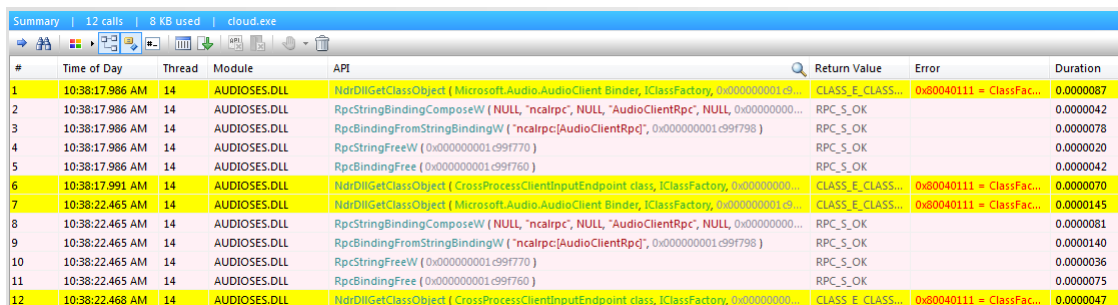 Summary | 12 calls | 8 KB used | cloud.exe
# Time of Day Thread Module API Return Value Error Duration
1 10:38:17.986 AM 14 AUDIOSES.DLL NdrDllGetClassObject ( Microsoft.Audio.AudioClient Binder, IClassFactory, 0x000000001c9... CLASS_E_CLASS... 0x80040111 = ClassFac... 0.0000087
2 10:38:17.986 AM 14 AUDIOSES.DLL RpcStringBindingComposeW ( NULL, "ncalrpc", NULL, "AudioClientRpc", NULL, 0x00000000... RPC_S_OK 0.0000042
3 10:38:17.986 AM 14 AUDIOSES.DLL RpcBindingFromStringBindingW ( "ncalrpc:[AudioClientRpc]", 0x000000001c99f798 ) RPC_S_OK 0.0000078
4 10:38:17.986 AM 14 AUDIOSES.DLL RpcStringFreeW ( 0x000000001c99f770 ) RPC_S_OK 0.0000020
5 10:38:17.986 AM 14 AUDIOSES.DLL RpcBindingFree ( 0x000000001c99f760 ) RPC_S_OK 0.0000042
6 10:38:17.991 AM 14 AUDIOSES.DLL NdrDllGetClassObject ( CrossProcessClientInputEndpoint class, IClassFactory, 0x00000000... CLASS_E_CLASS... 0x80040111 = ClassFac... 0.0000070
7 10:38:22.465 AM 14 AUDIOSES.DLL NdrDllGetClassObject ( Microsoft.Audio.AudioClient Binder, IClassFactory, 0x000000001c9... CLASS_E_CLASS... 0x80040111 = ClassFac... 0.0000145
8 10:38:22.465 AM 14 AUDIOSES.DLL RpcStringBindingComposeW ( NULL, "ncalrpc", NULL, "AudioClientRpc", NULL, 0x00000000... RPC_S_OK 0.0000081
9 10:38:22.465 AM 14 AUDIOSES.DLL RpcBindingFromStringBindingW ( "ncalrpc:[AudioClientRpc]", 0x000000001c99f798 ) RPC_S_OK 0.0000140
10 10:38:22.465 AM 14 AUDIOSES.DLL RpcStringFreeW ( 0x000000001c99f770 ) RPC_S_OK 0.0000036
11 10:38:22.465 AM 14 AUDIOSES.DLL RpcBindingFree ( 0x000000001c99f760 ) RPC_S_OK 0.0000075
12 10:38:22.468 AM 14 AUDIOSES.DLL NdrDllGetClassObject ( CrossProcessClientInputEndpoint class, IClassFactory, 0x00000000... CLASS_E_CLASS... 0x80040111 = ClassFac... 0.0000047